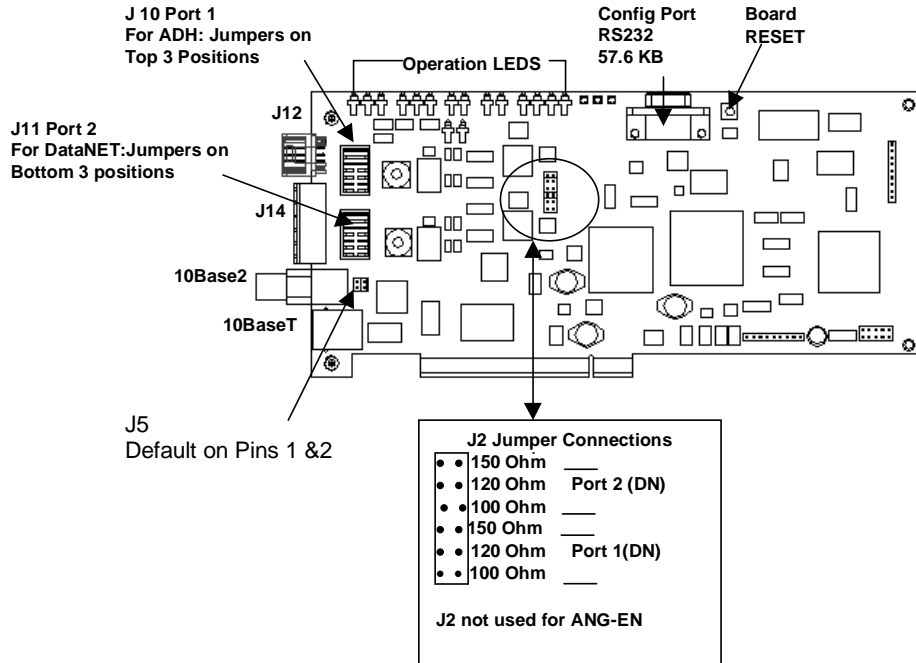 J 10 Port 1
For ADH: Jumpers on
Top 3 Positions
Config Port
RS232
57.6 KB
Board
RESET
Operation LEDS
J12
J11 Port 2
For DataNET:Jumpers on
Bottom 3 positions
J14
10Base2
10BaseT
J5
Default on Pins 1 &2
J2 Jumper Connections
150 Ohm
120 Ohm Port 2 (DN)
100 Ohm
150 Ohm
120 Ohm Port 1(DN)
100 Ohm
J2 not used for ANG-EN